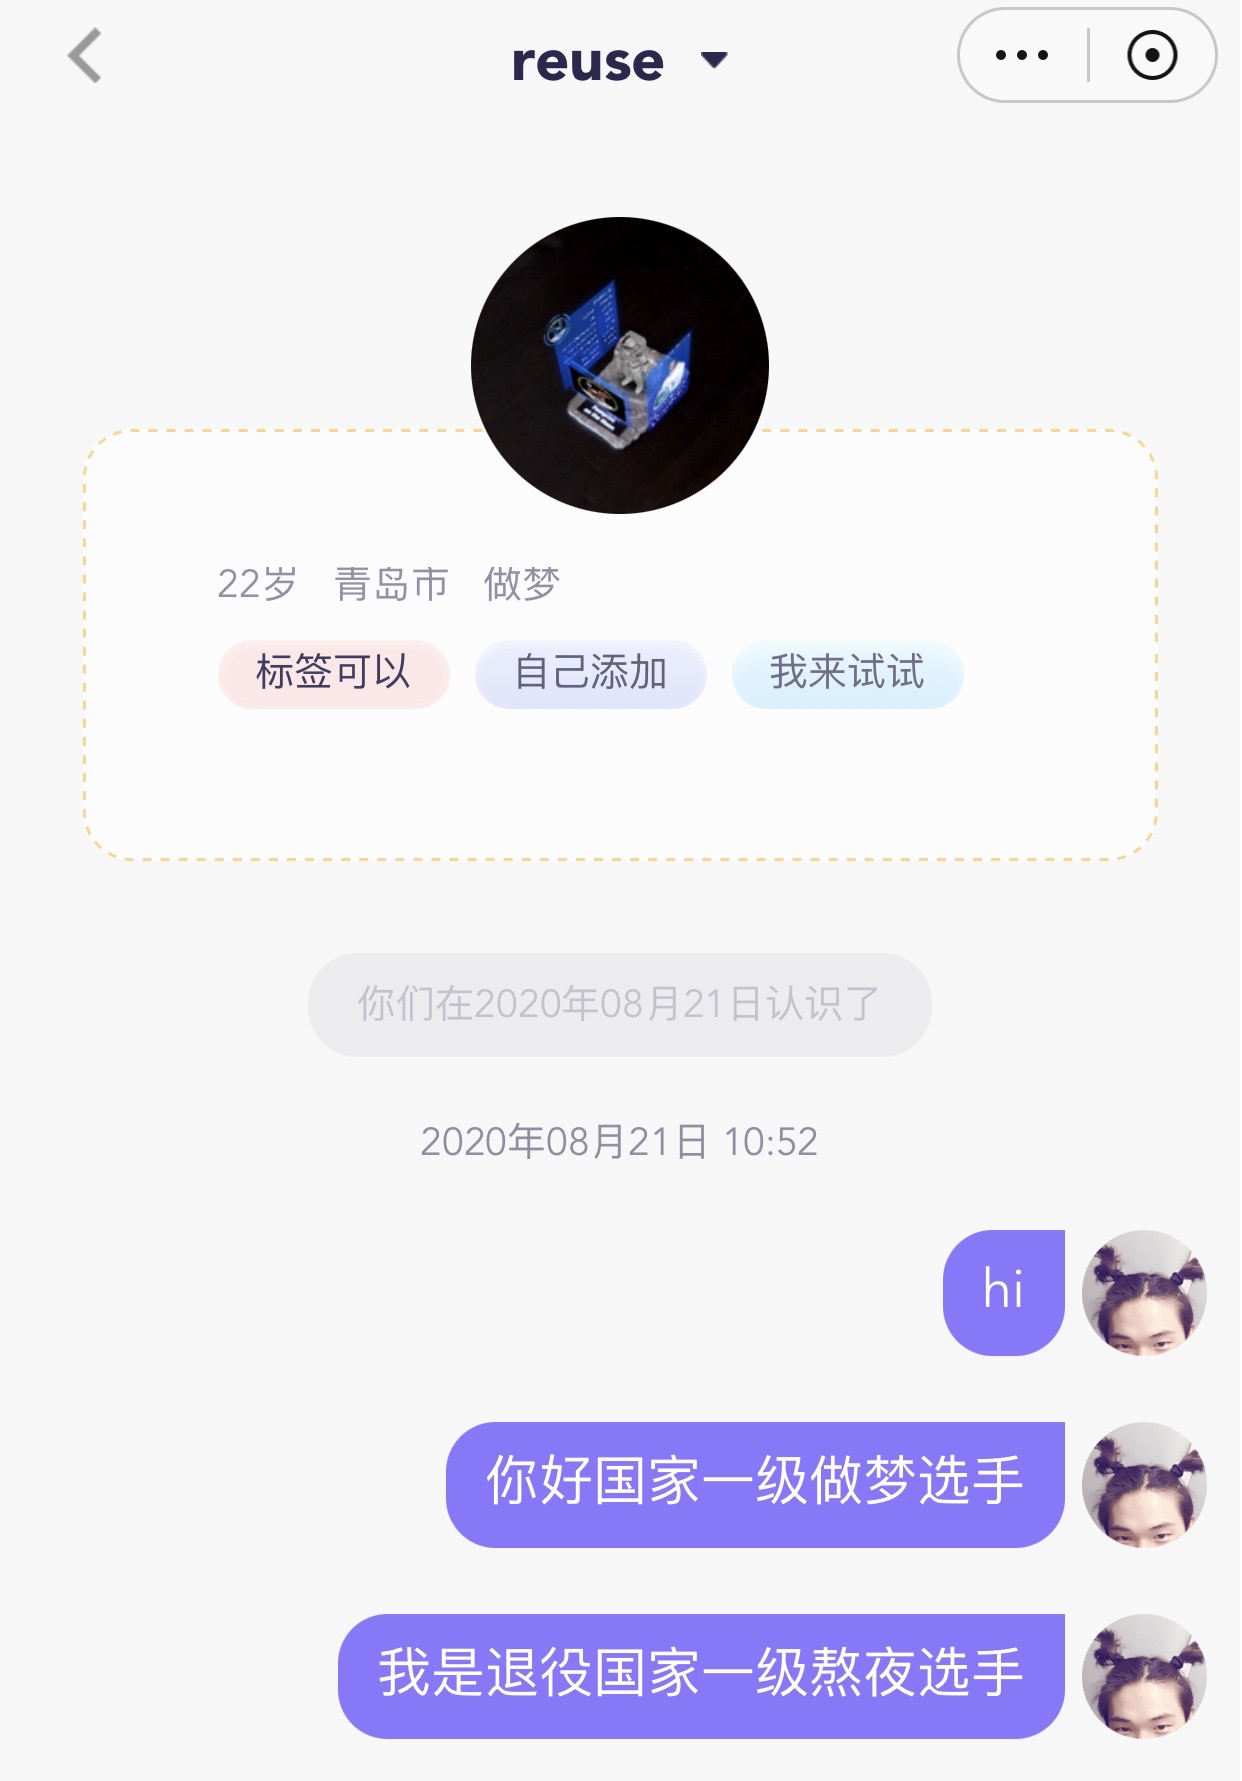 reuse
22岁 青岛市 做梦
标签可以 自己添加 我来试试
你们在2020年08月21日认识了
2020年08月21日 10:52
hi
你好国家一级做梦选手
我是退役国家一级熬夜选手